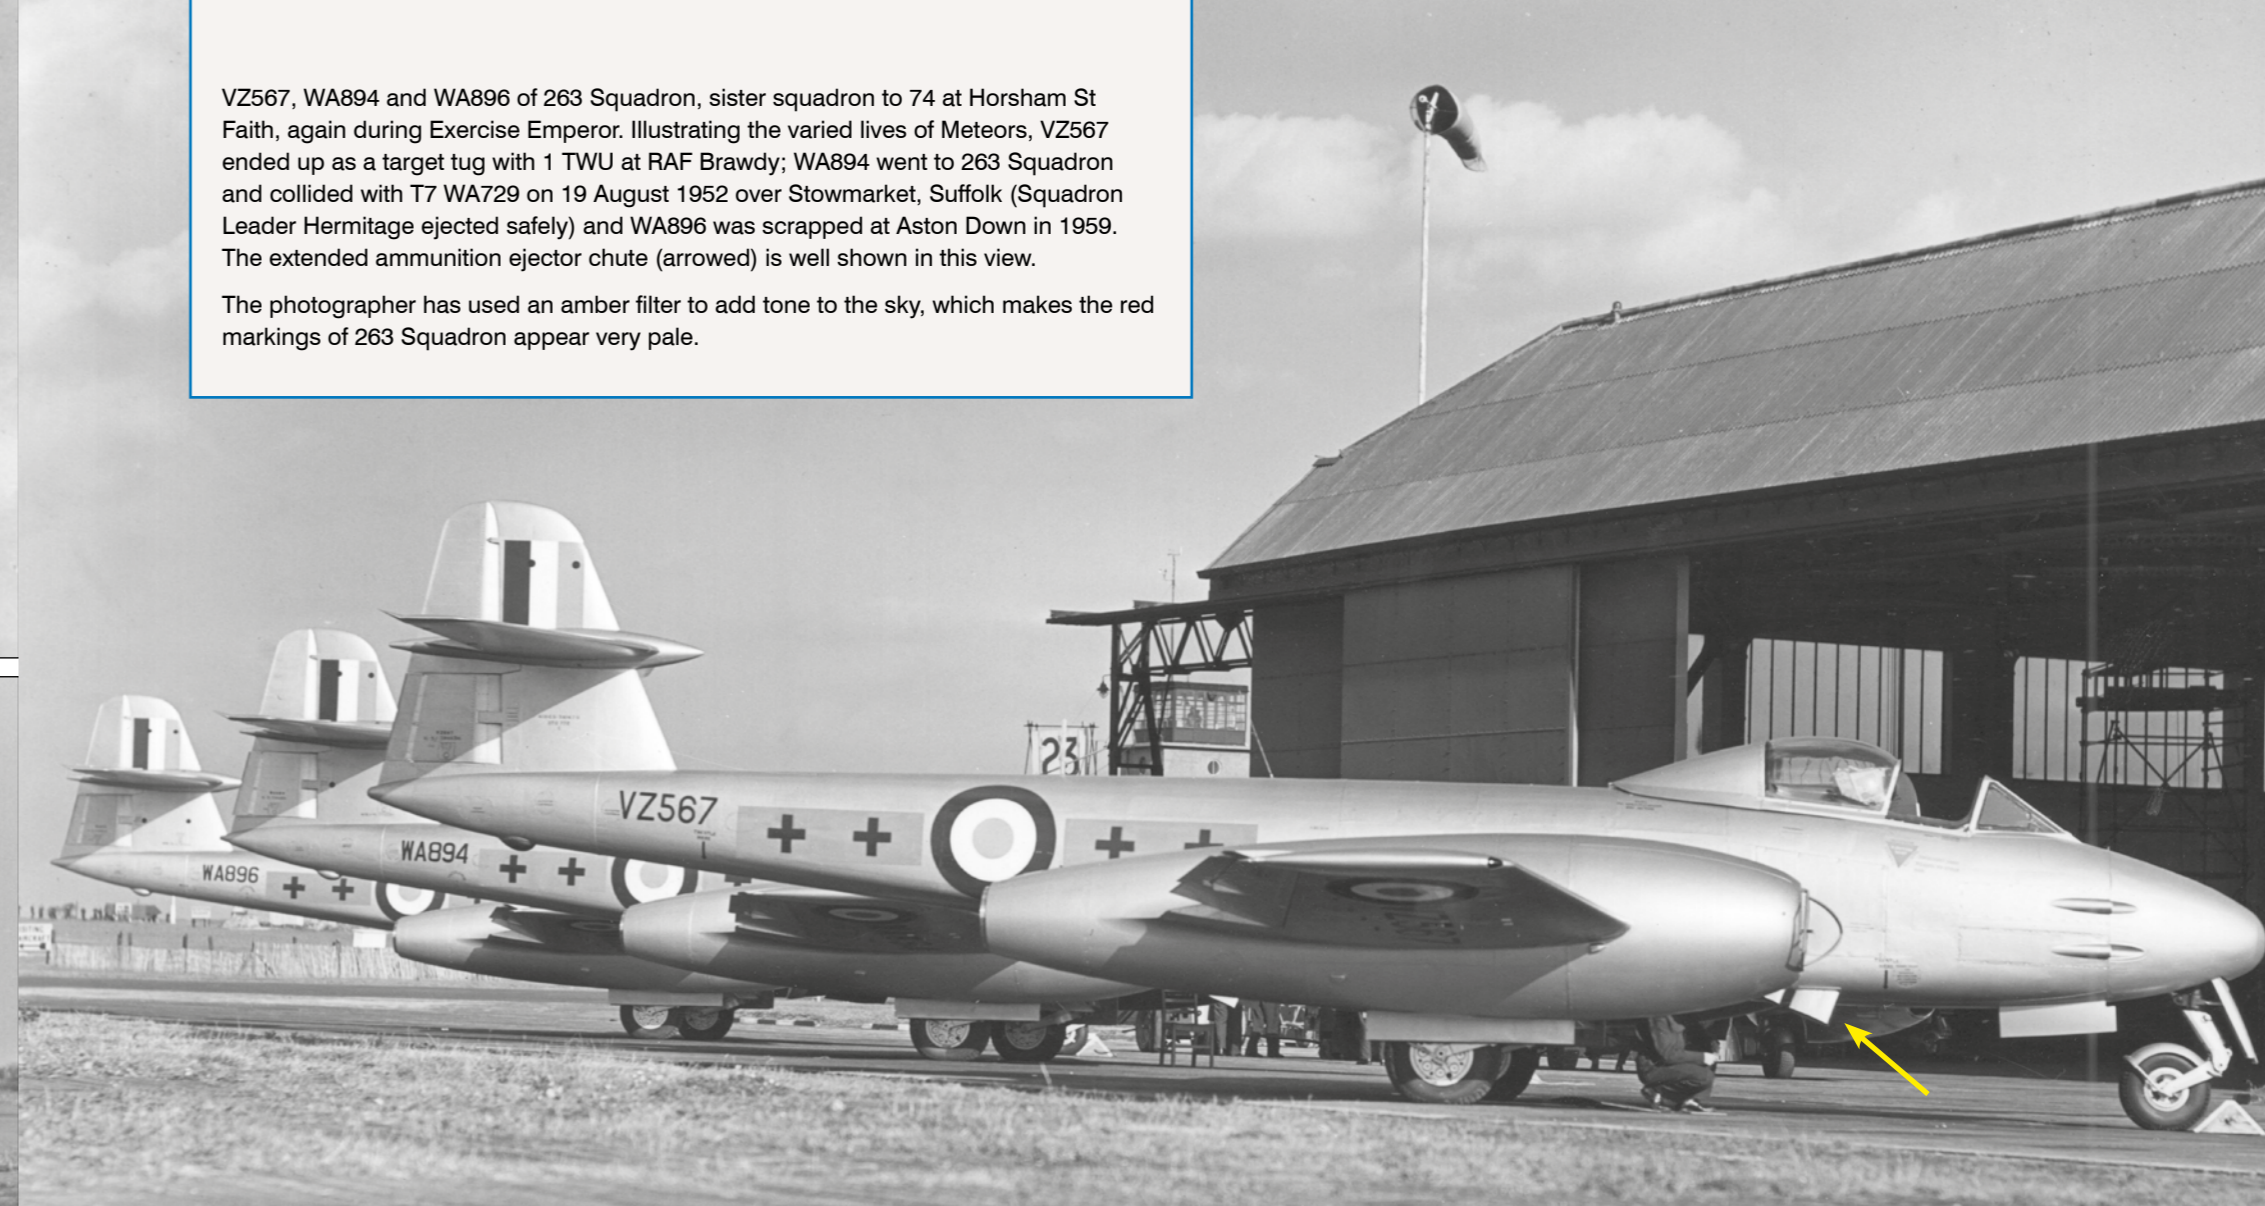 VZ567, WA894 and WA896 of 263 Squadron, sister squadron to 74 at Horsham St
Faith, again during Exercise Emperor. Illustrating the varied lives of Meteors, VZ567
ended up as a target tug with 1 TWU at RAF Brawdy; WA894 went to 263 Squadron
and collided with T7 WA729 on 19 August 1952 over Stowmarket, Suffolk (Squadron
Leader Hermitage ejected safely) and WA896 was scrapped at Aston Down in 1959.
The extended ammunition ejector chute (arrowed) is well shown in this view.
The photographer has used an amber filter to add tone to the sky, which makes the red
markings of 263 Squadron appear very pale.
23
VZ567
WA894
WA896